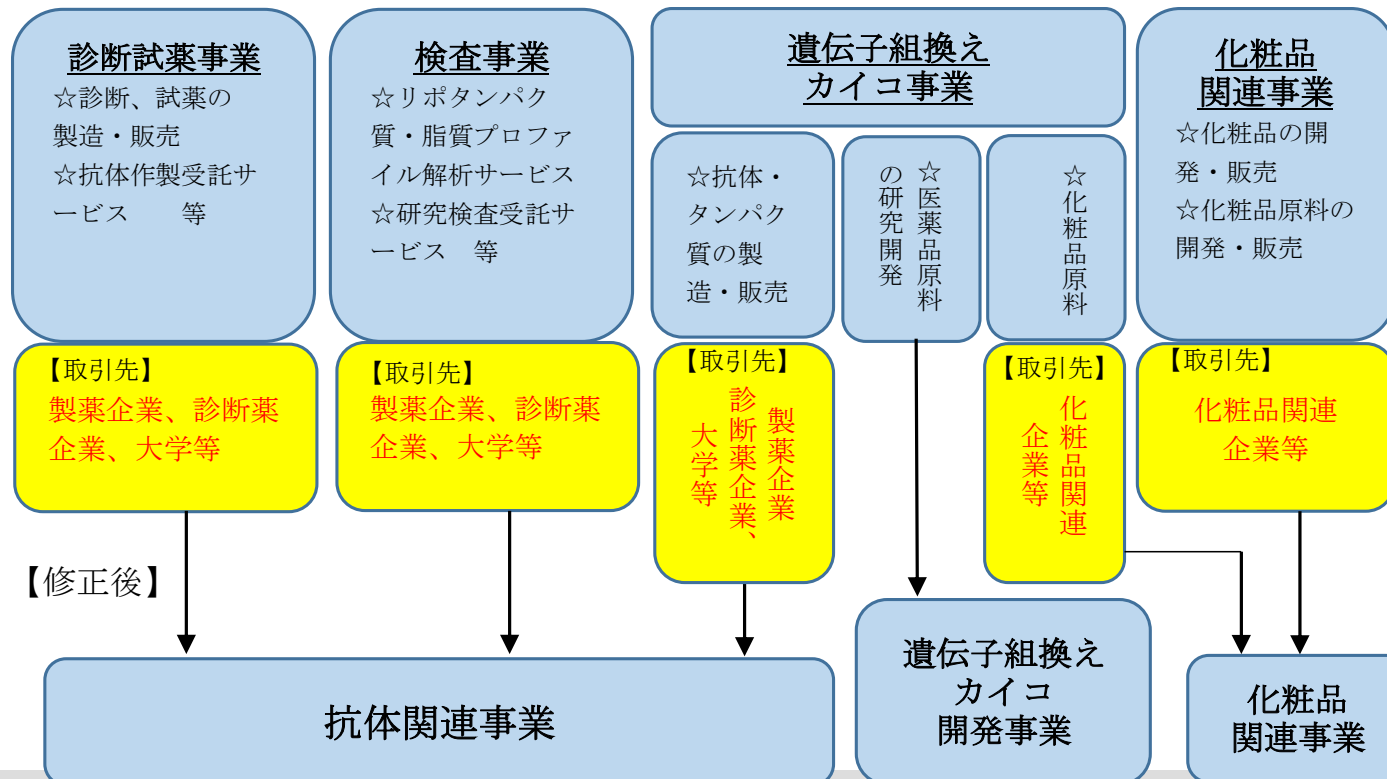 診断試薬事業
☆診断、試薬の
製造・販売
☆抗体作製受託サ
ービス　　等
検査事業
☆リポタンパク
質・脂質プロファ
イル解析サービス
☆研究検査受託サ
ービス　等
遺伝子組換え
カイコ事業
☆抗体・
タンパク
質の製
造・販売
☆医薬品原料
の研究開発
☆化粧品原料
化粧品
関連事業
☆化粧品の開
発・販売
☆化粧品原料の
開発・販売
【取引先】
製薬企業、診断薬
企業、大学等
【取引先】
製薬企業、診断薬
企業、大学等
【取引先】
製薬企業
診断薬企業、
大学等
【取引先】
化粧品関連
企業等
【取引先】
化粧品関連
企業等
【修正後】
抗体関連事業
遺伝子組換え
カイコ
開発事業
化粧品
関連事業